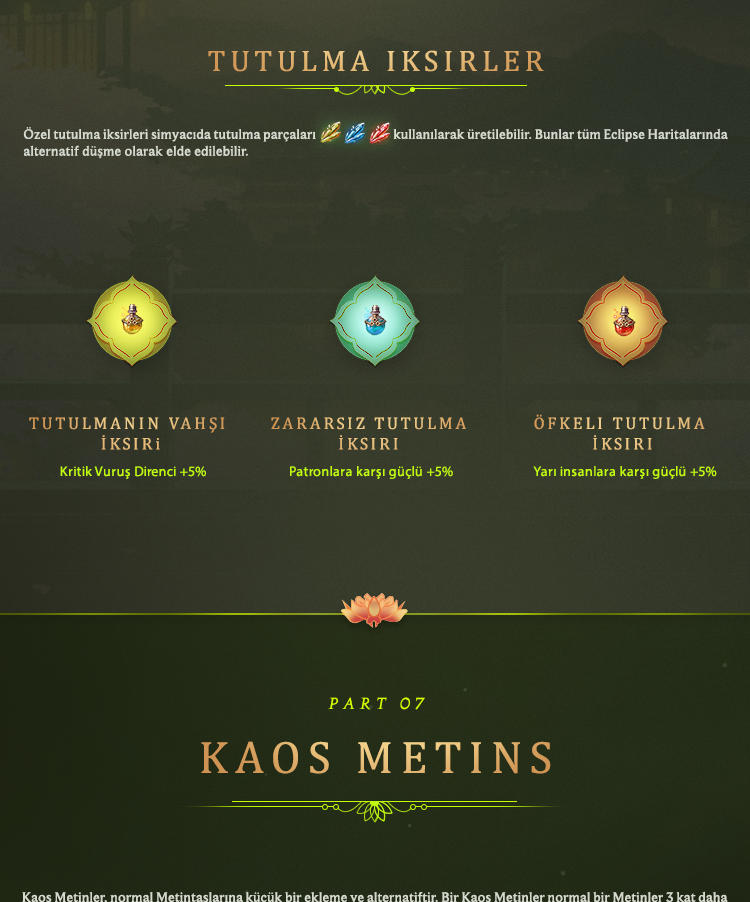 TUTULMA IKSIRLER
Özel tutulma iksirleri simyacıda tutulma parçaları kullanılarak üretilebilir. Bunlar tüm Eclipse Haritalarında
alternatif düşme olarak elde edilebilir.
TUTULMANIN VAHŞI
İKSIRi
Kritik Vuruş Direnci +5%
ZARARSIZ TUTULMA
İKSIRI
Patronlara karşı güçlü +5%
ÖFKELI TUTULMA
İKSIRI
Yarı insanlara karşı güçlü +5%
PART 07
KAOS METINS
Kaos Metinler, normal Metintaşlarına küçük bir ekleme ve alternatiftir. Bir Kaos Metinler normal bir Metinler 3 kat daha